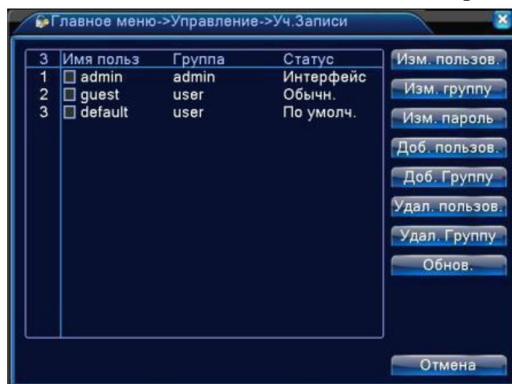 Главное меню->Управление->Уч.Записи
3 Имя польз Группа Статус
1 admin admin Интерфейс
2 guest user Обычн.
3 default user По умолч.
Изм. пользов.
Изм. группу
Изм. пароль
Доб. пользов.
Доб. Группу
Удал. пользов.
Удал. Группу
Обнов.
Отмена